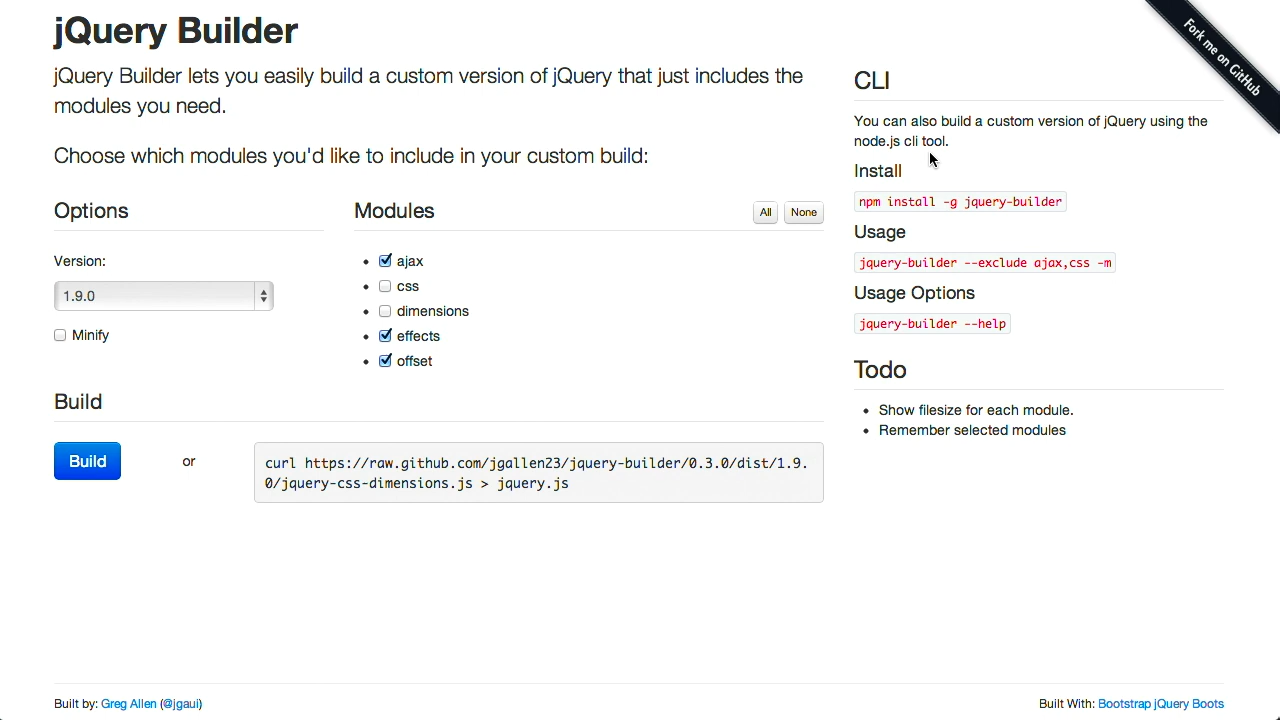 jQuery Builder
jQuery Builder lets you easily build a custom version of jQuery that just includes the
modules you need.
Choose which modules you'd like to include in your custom build:
Options
Version:
1.9.0
Minify
Modules
All
None
ajax
css
dimensions
effects
offset
Build
Build
or
curl https://raw.github.com/jgallen23/jquery-builder/0.3.0/dist/1.9.
0/jquery-css-dimensions.js > jquery.js
Fork me on GitHub
CLI
You can also build a custom version of jQuery using the
node.js cli tool.
Install
npm install -g jquery-builder
Usage
jquery-builder --exclude ajax,css -m
Usage Options
jquery-builder --help
Todo
Show filesize for each module.
Remember selected modules
Built by: Greg Allen (@jgaui)
Built With: Bootstrap jQuery Boots